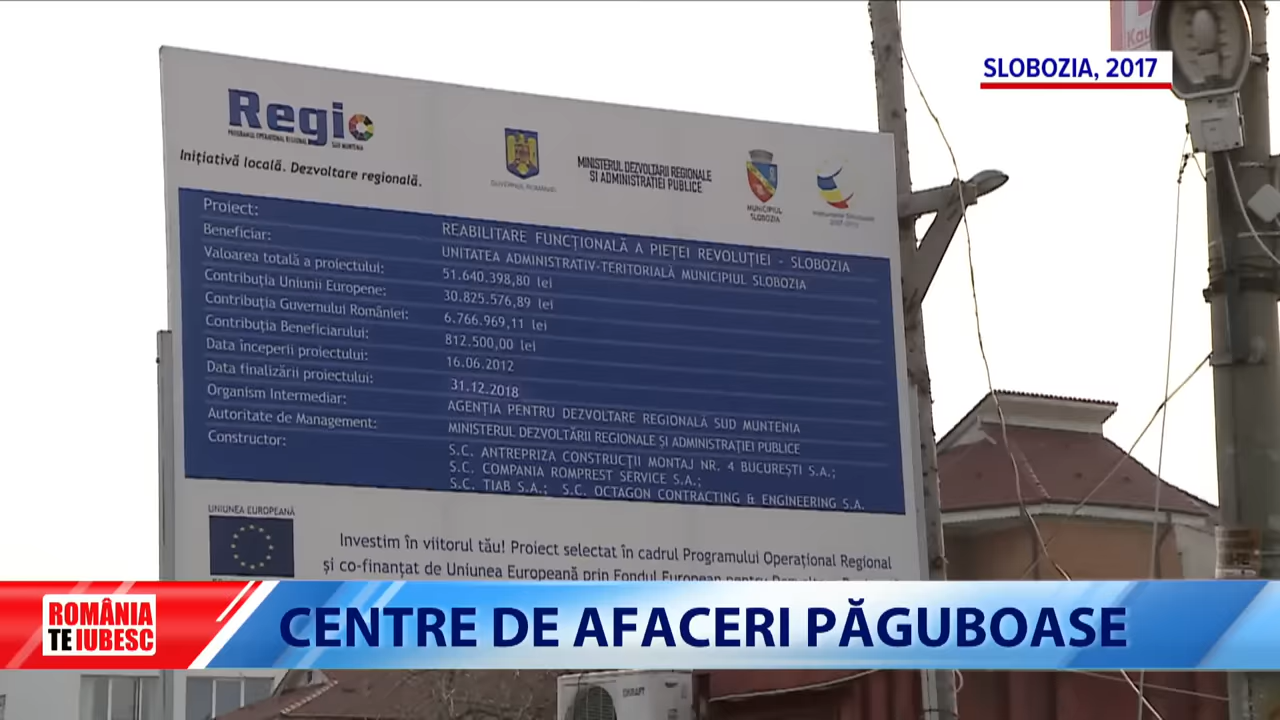 SLOBOZIA, 2017
Regio
PROGRAMUL OPERAȚIONAL REGIONAL
SUD MUNTENIA
Inițiativă locală. Dezvoltare regională.
GUVERNUL ROMÂNIEI
MINISTERUL DEZVOLTĂRII REGIONALE
ȘI ADMINISTRAȚIEI PUBLICE
MUNICIPIUL
SLOBOZIA
Instrumente Structurale
Proiect: REABILITARE FUNCȚIONALĂ A PIEȚEI REVOLUȚIEI - SLOBOZIA
Beneficiar: UNITATEA ADMINISTRATIV-TERITORIALĂ MUNICIPIUL SLOBOZIA
Valoarea totală a proiectului: 51.640.398,80 lei
Contribuția Uniunii Europene: 30.825.576,89 lei
Contribuția Guvernului României: 6.766.969,11 lei
Contribuția Beneficiarului: 812.500,00 lei
Data începerii proiectului: 16.06.2012
Data finalizării proiectului: 31.12.2018
Organism Intermediar: AGENȚIA PENTRU DEZVOLTARE REGIONALĂ SUD MUNTENIA
Autoritate de Management: MINISTERUL DEZVOLTĂRII REGIONALE ȘI ADMINISTRAȚIEI PUBLICE
Constructor: S.C. ANTREPRIZA CONSTRUCȚII MONTAJ NR. 4 BUCUREȘTI S.A.;
S.C. COMPANIA ROMPREST SERVICE S.A.;
S.C. TIAB S.A.; S.C. OCTAGON CONTRACTING & ENGINEERING S.A.
UNIUNEA EUROPEANĂ
Investim în viitorul tău! Proiect selectat în cadrul Programului Operațional Regional
și co-finanțat de Uniunea Europeană prin Fondul European pentru
ROMÂNIA
TE IUBESC
CENTRE DE AFACERI PĂGUBOASE